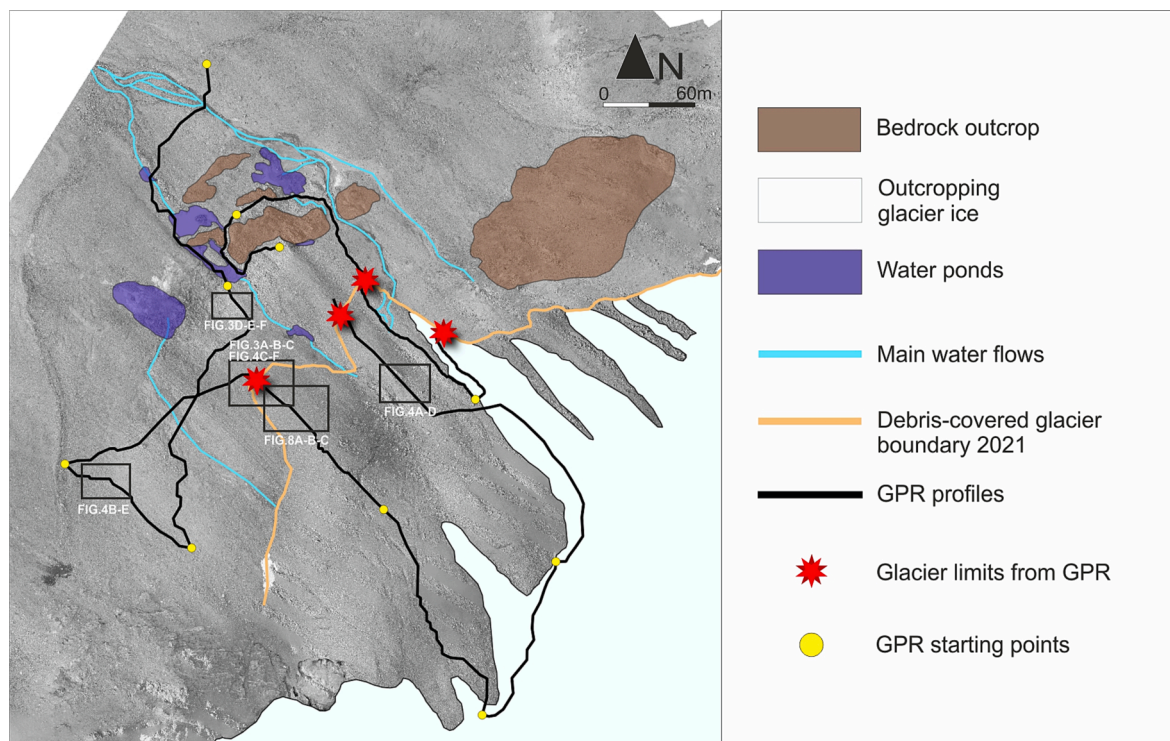 N
0 60m
FIG.3D-E-F
FIG.3A-B-C
FIG.4C-F
FIG.4A-D
FIG.8A-B-C
FIG.4B-E
Bedrock outcrop
Outcropping
glacier ice
Water ponds
Main water flows
Debris-covered glacier
boundary 2021
GPR profiles
Glacier limits from GPR
GPR starting points